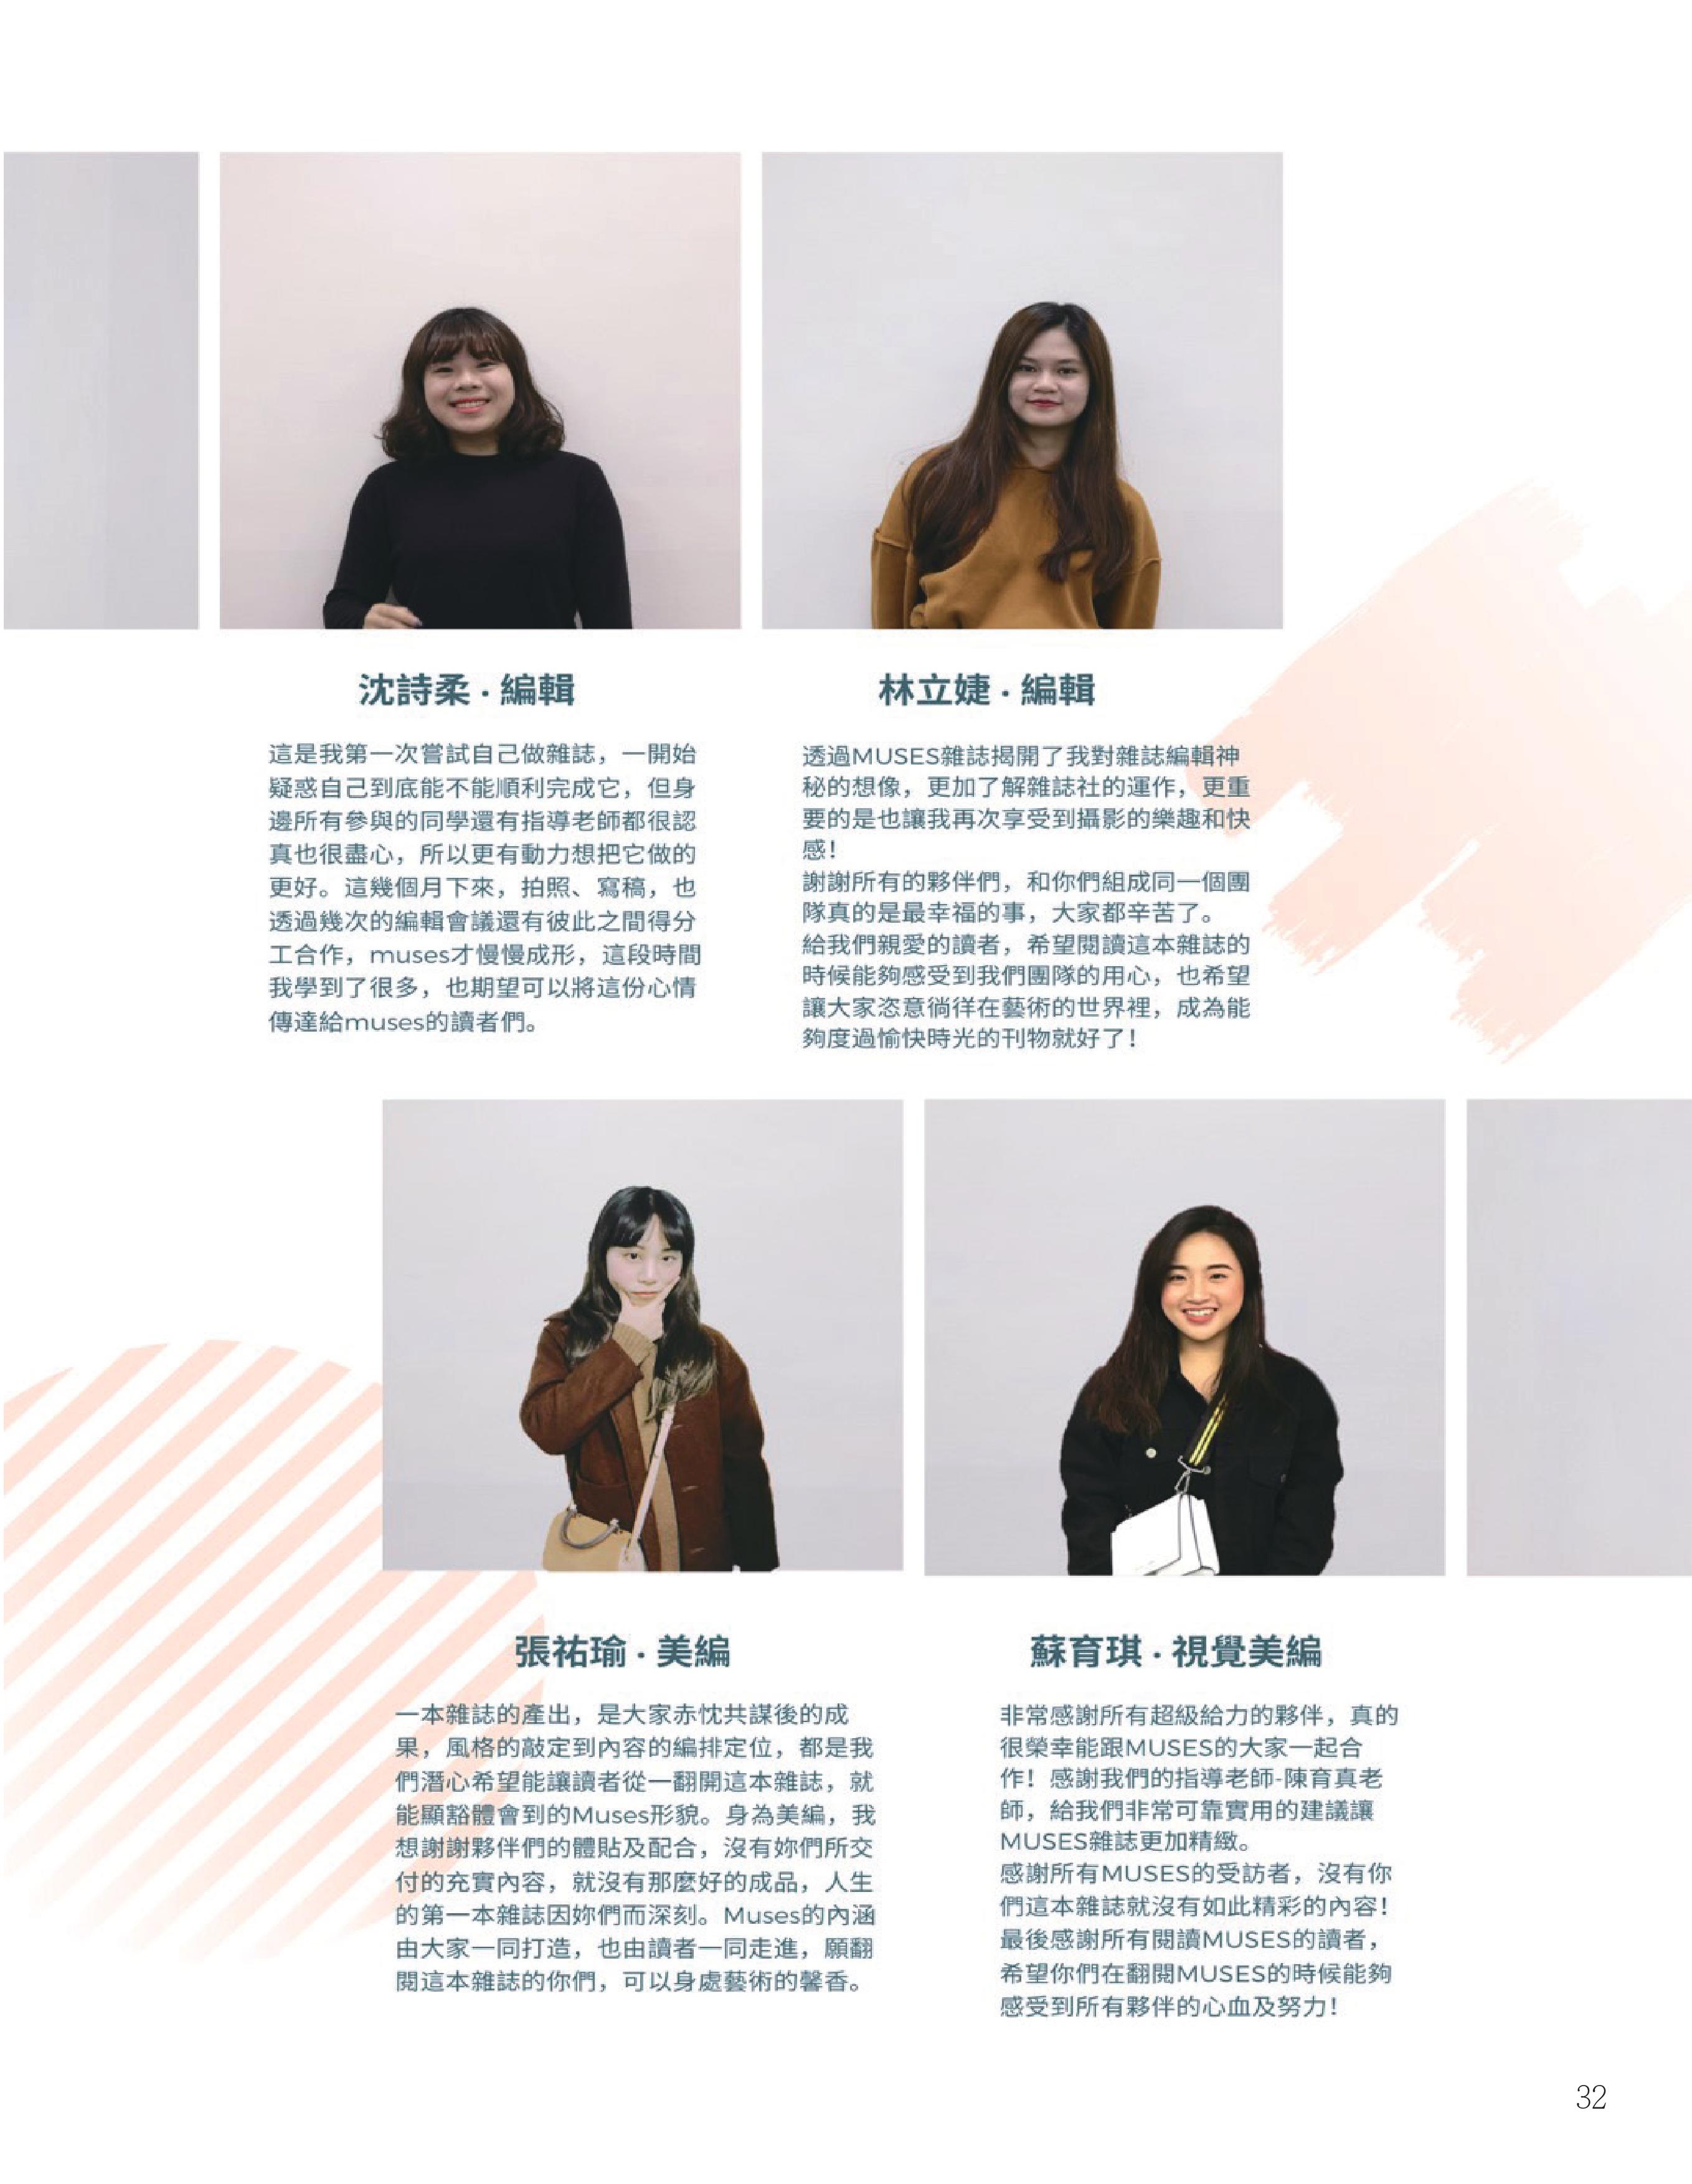 沈詩柔 · 編輯
這是我第一次嘗試自己做雜誌，一開始
疑惑自己到底能不能順利完成它，但身
邊所有參與的同學還有指導老師都很認
真也很盡心，所以更有動力想把它做的
更好。這幾個月下來，拍照、寫稿，也
透過幾次的編輯會議還有彼此之間得分
工合作，muses才慢慢成形，這段時間
我學到了很多，也期望可以將這份心情
傳達給muses的讀者們。
林立婕 · 編輯
透過MUSES雜誌揭開了我對雜誌編輯神
秘的想像，更加了解雜誌社的運作，更重
要的是也讓我再次享受到攝影的樂趣和快
感！
謝謝所有的夥伴們，和你們組成同一個團
隊真的是最幸福的事，大家都辛苦了。
給我們親愛的讀者，希望閱讀這本雜誌的
時候能夠感受到我們團隊的用心，也希望
讓大家恣意徜徉在藝術的世界裡，成為能
夠度過愉快時光的刊物就好了！
張祐瑜 · 美編
一本雜誌的產出，是大家赤忱共謀後的成
果，風格的敲定到內容的編排定位，都是我
們潛心希望能讓讀者從一翻開這本雜誌，就
能顯豁體會到的Muses形貌。身為美編，我
想謝謝夥伴們的體貼及配合，沒有妳們所交
付的充實內容，就沒有那麼好的成品，人生
的第一本雜誌因妳們而深刻。Muses的內涵
由大家一同打造，也由讀者一同走進，願翻
閱這本雜誌的你們，可以身處藝術的馨香。
蘇育琪 · 視覺美編
非常感謝所有超級給力的夥伴，真的
很榮幸能跟MUSES的大家一起合
作！感謝我們的指導老師-陳育真老
師，給我們非常可靠實用的建議讓
MUSES雜誌更加精緻。
感謝所有MUSES的受訪者，沒有你
們這本雜誌就沒有如此精彩的內容！
最後感謝所有閱讀MUSES的讀者，
希望你們在翻閱MUSES的時候能夠
感受到所有夥伴的心血及努力！
32